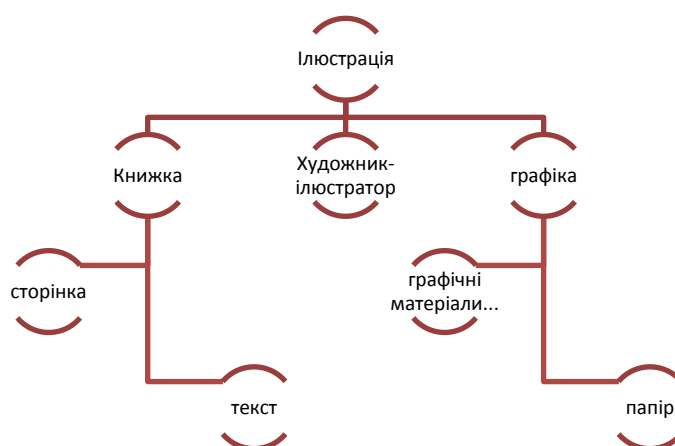 Ілюстрація
Книжка
Художник-
ілюстратор
графіка
сторінка
графічні
матеріали...
текст
папір